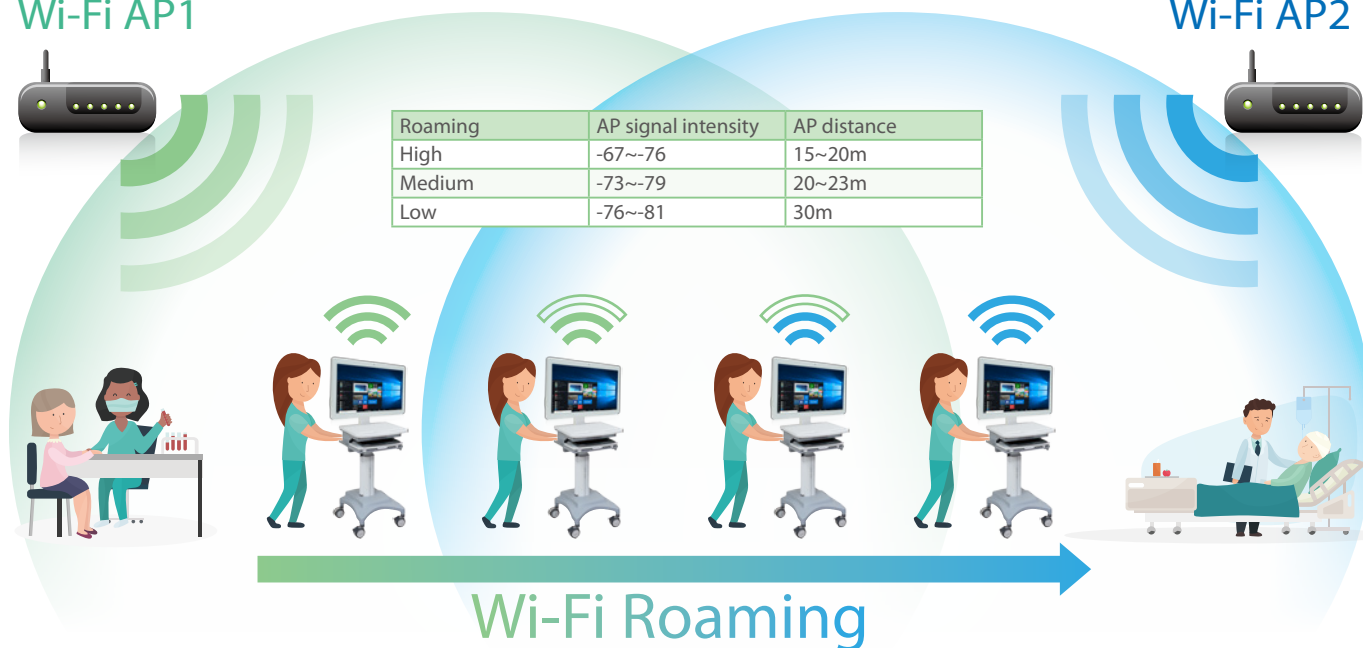 Wi-Fi AP1
Wi-Fi AP2
Roaming AP signal intensity AP distance
High -67~-76 15~20m
Medium -73~-79 20~23m
Low -76~-81 30m
Wi-Fi Roaming